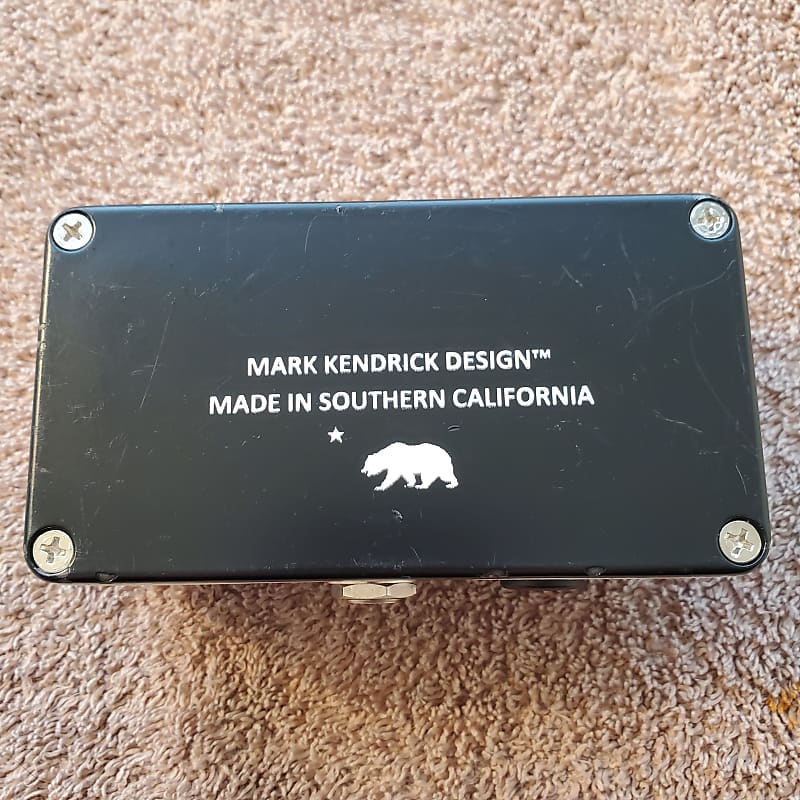 MARK KENDRICK DESIGN™
MADE IN SOUTHERN CALIFORNIA